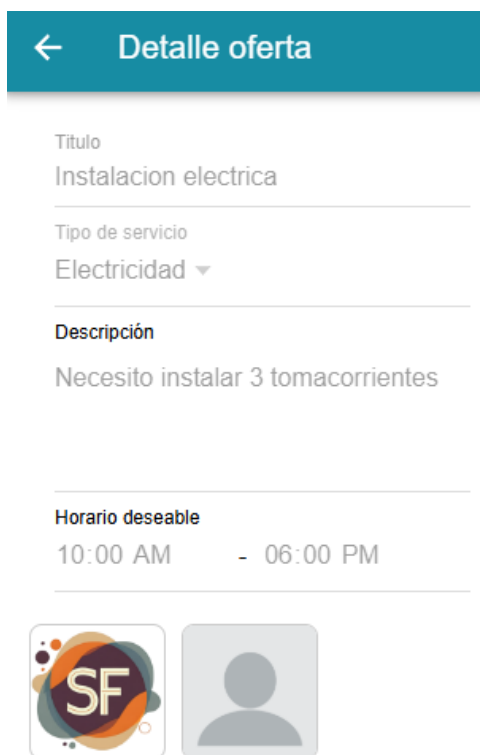 Detalle oferta
Titulo
Instalacion electrica
Tipo de servicio
Electricidad
Descripción
Necesito instalar 3 tomacorrientes
Horario deseable
10:00 AM - 06:00 PM
SF